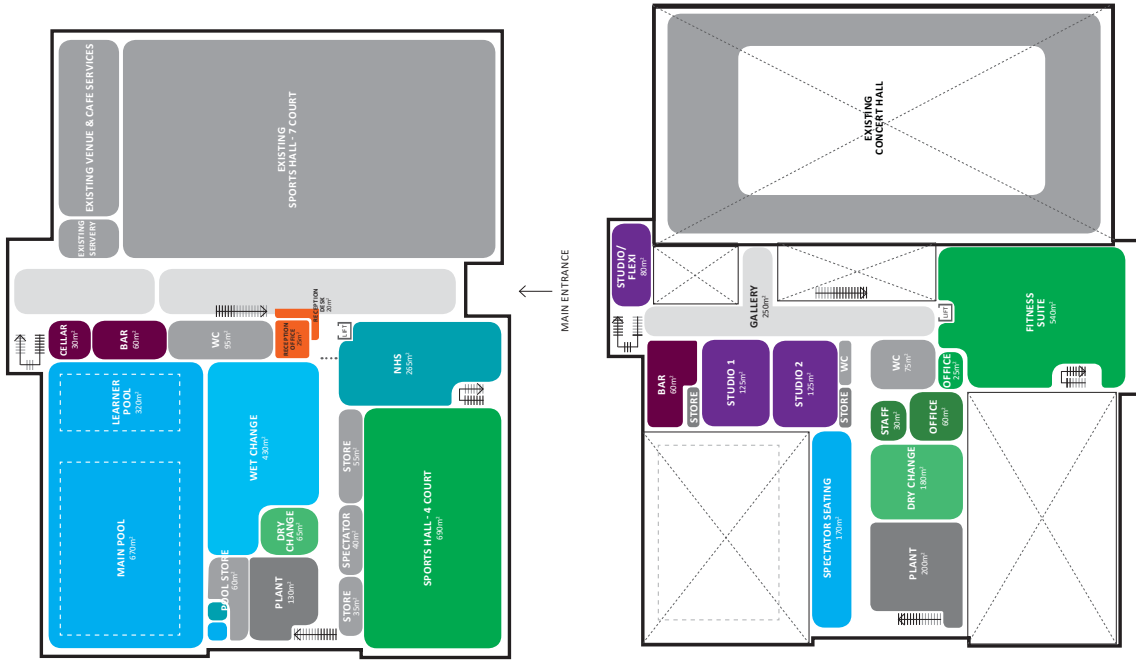 EXISTING VENUE & CAFE SERVICES
EXISTING
SERVERY
EXISTING
SPORTS HALL - 7 COURT
CELLAR
30m²
BAR
60m²
WC
95m²
RECEPTION
OFFICE
25m²
RECEPTION
DESK
20m²
LIFT
NHS
265m²
LEARNER
POOL
320m²
MAIN POOL
670m²
WET CHANGE
430m²
DRY
CHANGE
65m²
POOL STORE
60m²
PLANT
130m²
STORE
55m²
SPECTATOR
40m²
STORE
35m²
SPORTS HALL - 4 COURT
690m²
MAIN ENTRANCE
EXISTING
CONCERT HALL
STUDIO/
FLEXI
80m²
GALLERY
250m²
LIFT
FITNESS
SUITE
540m²
BAR
60m²
STORE
STUDIO 1
125m²
STUDIO 2
125m²
WC
STORE
WC
75m²
OFFICE
25m²
STAFF
30m²
OFFICE
60m²
DRY CHANGE
180m²
SPECTATOR SEATING
170m²
PLANT
200m²